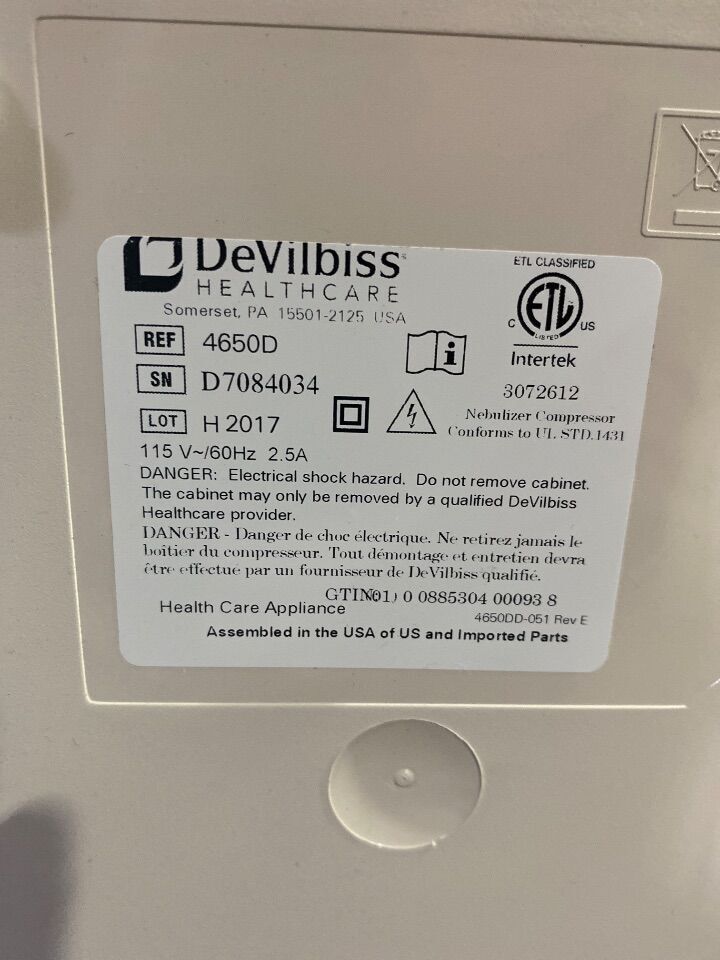 DeVilbiss
HEALTHCARE
Somerset, PA 15501-2125 USA
REF 4650D
SN D7084034
LOT H 2017
ETL CLASSIFIED
ETL
LISTED
C US
Intertek
3072612
Nebulizer Compressor
Conforms to UL STD.1431
115 V~/60Hz 2.5A
DANGER: Electrical shock hazard. Do not remove cabinet.
The cabinet may only be removed by a qualified DeVilbiss
Healthcare provider.
DANGER - Danger de choc électrique. Ne retirez jamais le
boîtier du compresseur. Tout démontage et entretien devra
être effectué par un fournisseur de DeVilbiss qualifié.
GTIN(01) 0 0885304 00093 8
Health Care Appliance
4650DD-051 Rev E
Assembled in the USA of US and Imported Parts